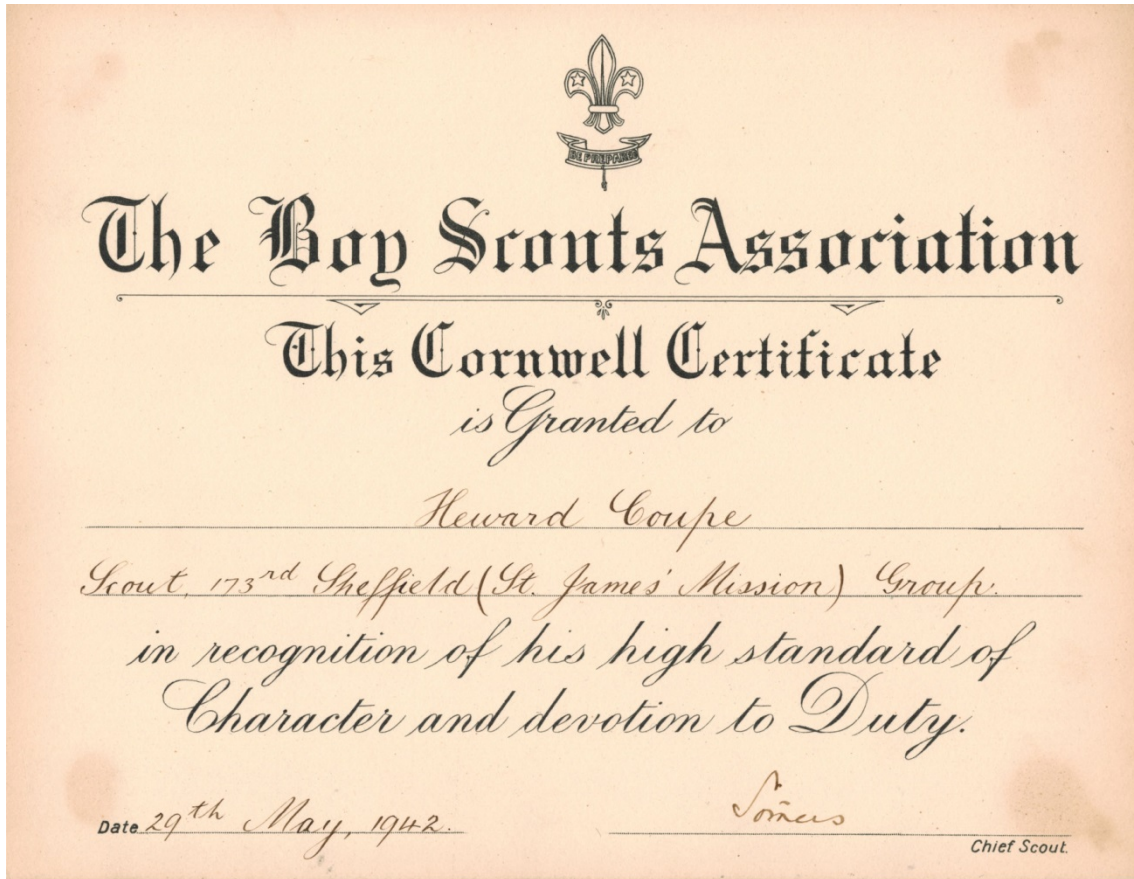 BE PREPARED
The Boy Scouts Association
This Cornwell Certificate
is Granted to
Heward Coupe
Scout, 173rd Sheffield (St. James' Mission) Group.
in recognition of his high standard of
Character and devotion to Duty.
Date 29th May, 1942.
Somers
Chief Scout.